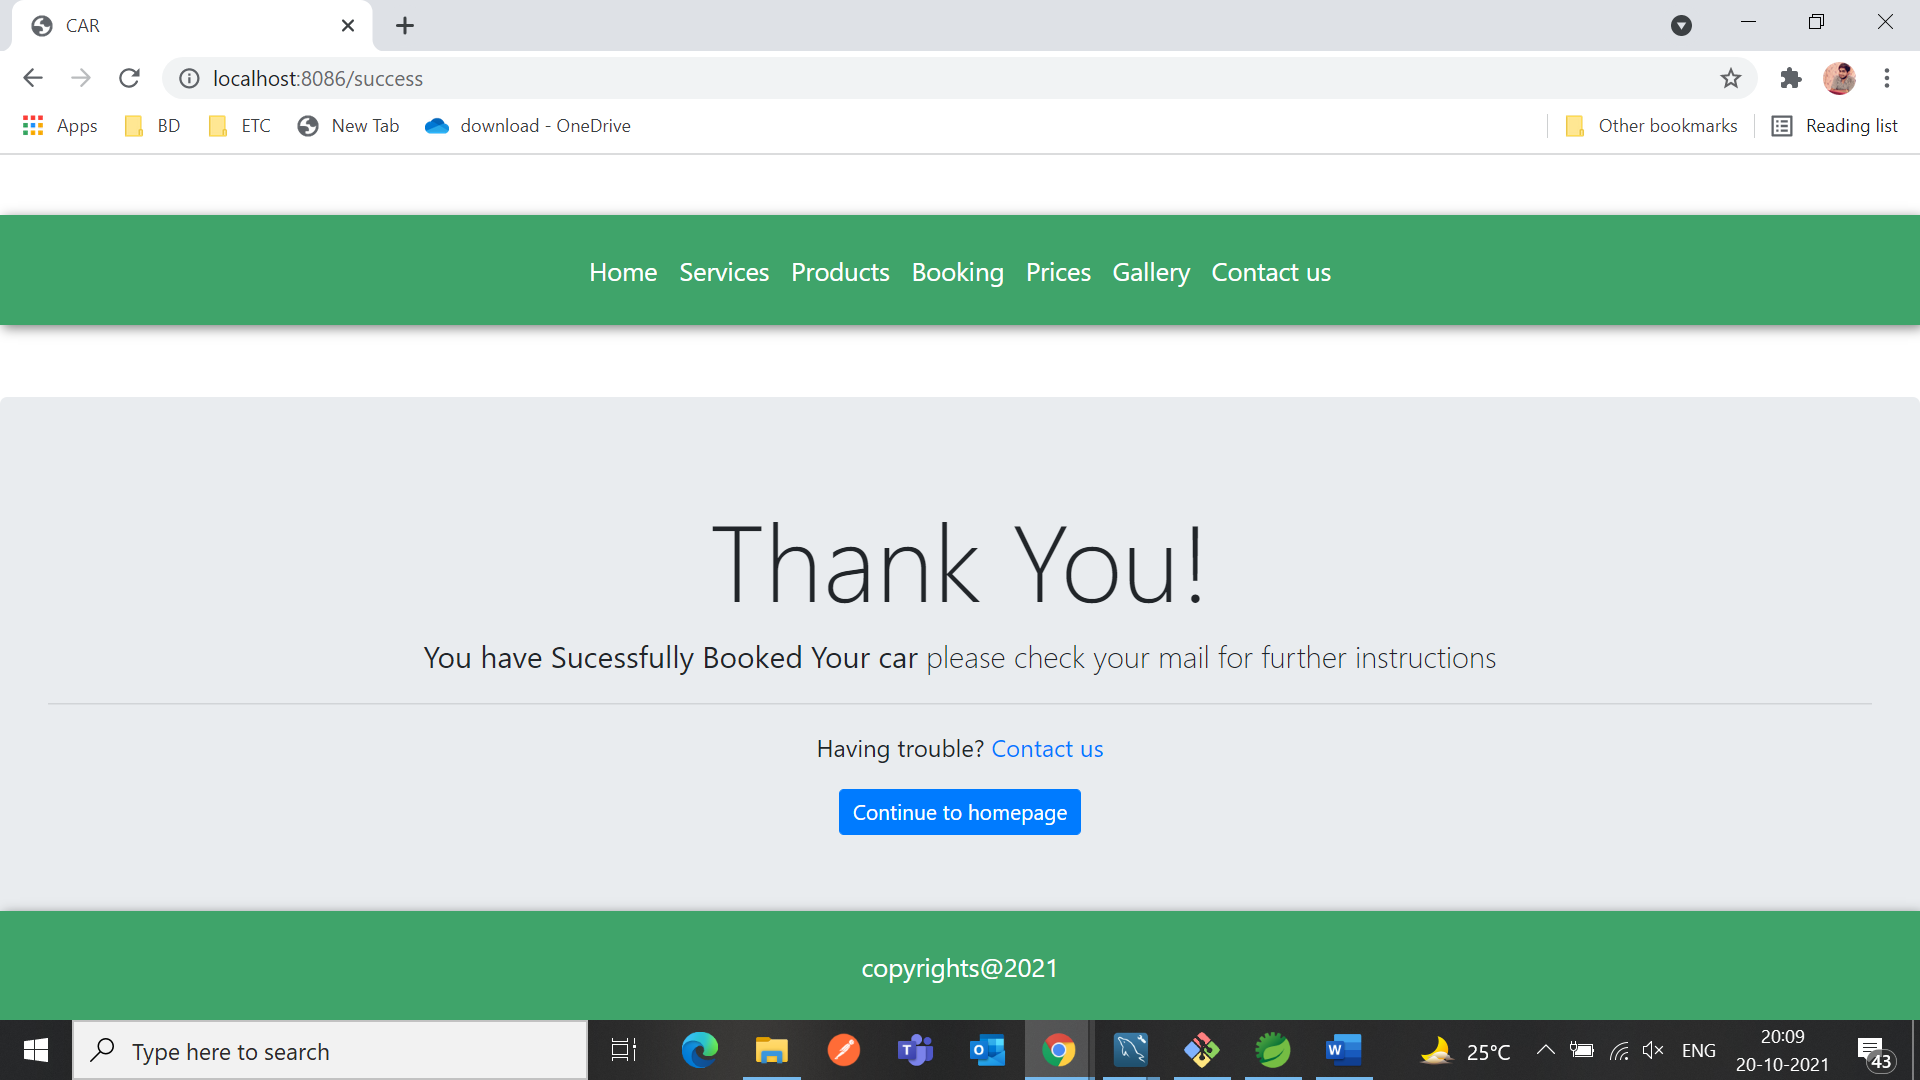 CAR
localhost:8086/success
Apps BD ETC New Tab download - OneDrive Other bookmarks Reading list
Home Services Products Booking Prices Gallery Contact us
Thank You!
You have Sucessfully Booked Your car please check your mail for further instructions
Having trouble? Contact us
Continue to homepage
copyrights@2021
Type here to search
25°C ENG 20:09
20-10-2021
43